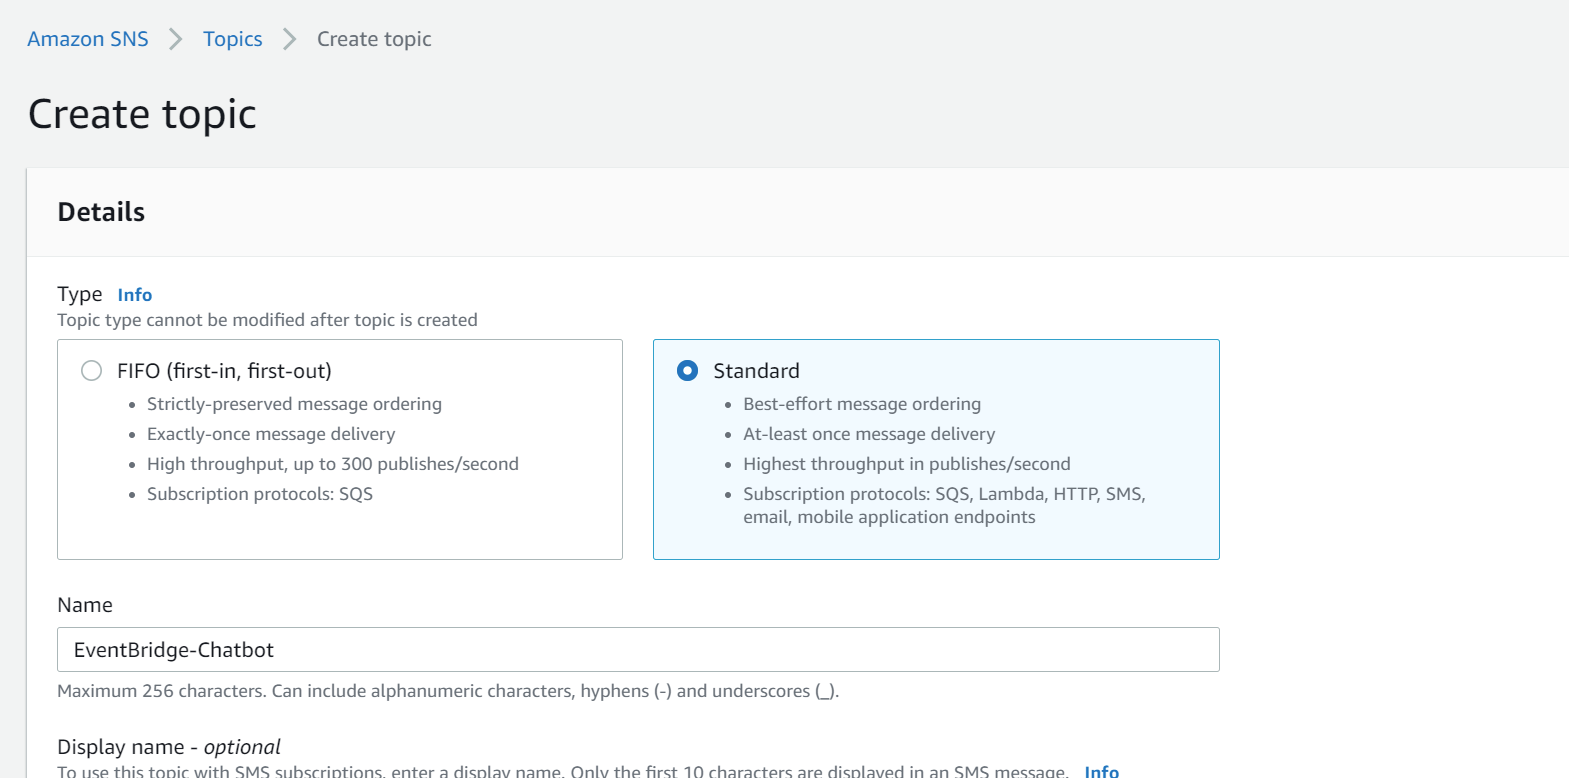 Amazon SNS > Topics > Create topic
Create topic
Details
Type Info
Topic type cannot be modified after topic is created
FIFO (first-in, first-out)
• Strictly-preserved message ordering
• Exactly-once message delivery
• High throughput, up to 300 publishes/second
• Subscription protocols: SQS
Standard
• Best-effort message ordering
• At-least once message delivery
• Highest throughput in publishes/second
• Subscription protocols: SQS, Lambda, HTTP, SMS,
email, mobile application endpoints
Name
EventBridge-Chatbot
Maximum 256 characters. Can include alphanumeric characters, hyphens (-) and underscores (_).
Display name - optional
To use this topic with SMS subscriptions, enter a display name. Only the first 10 characters are displayed in an SMS message. Info